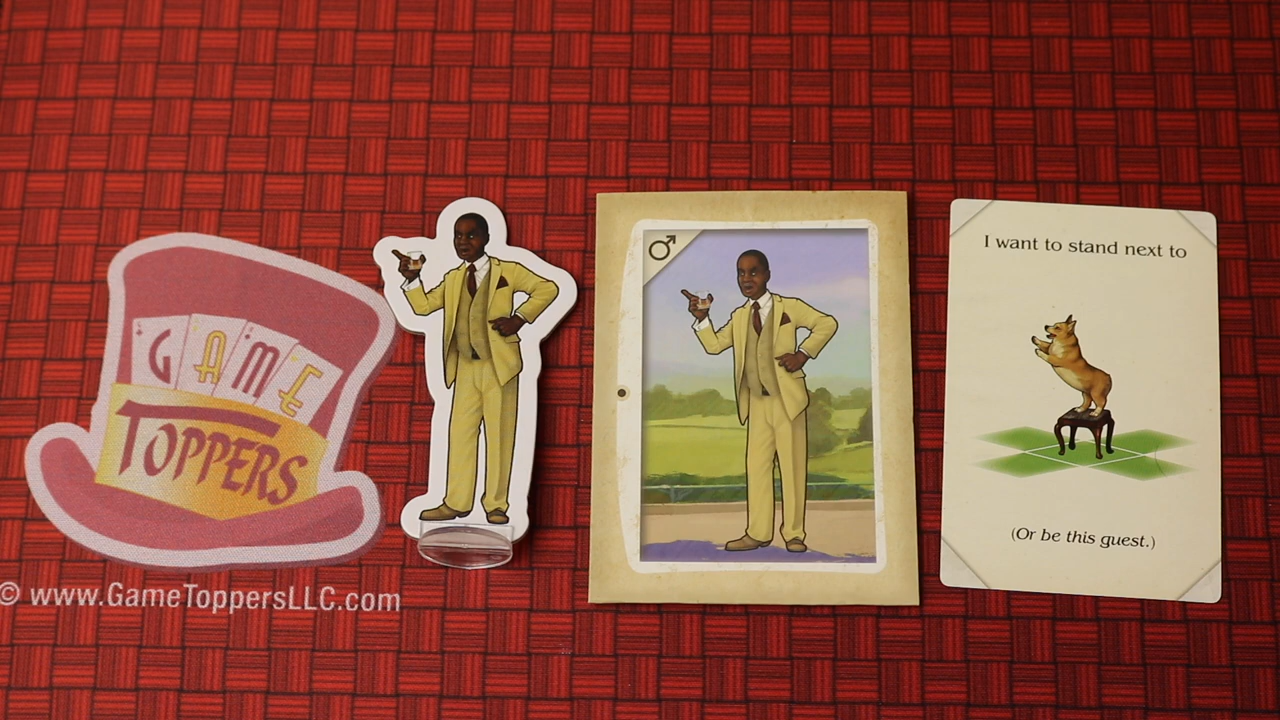 GAME
TOPPERS
© www.GameToppersLLC.com
I want to stand next to
(Or be this guest.)